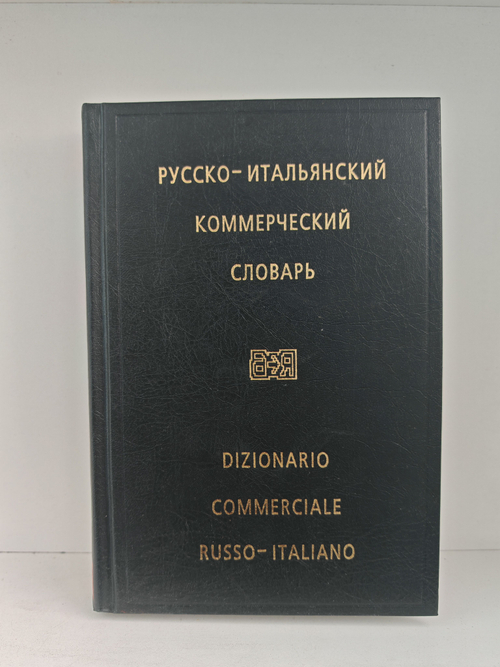 РУССКО-ИТАЛЬЯНСКИЙ
КОММЕРЧЕСКИЙ
СЛОВАРЬ
DIZIONARIO
COMMERCIALE
RUSSO-ITALIANO